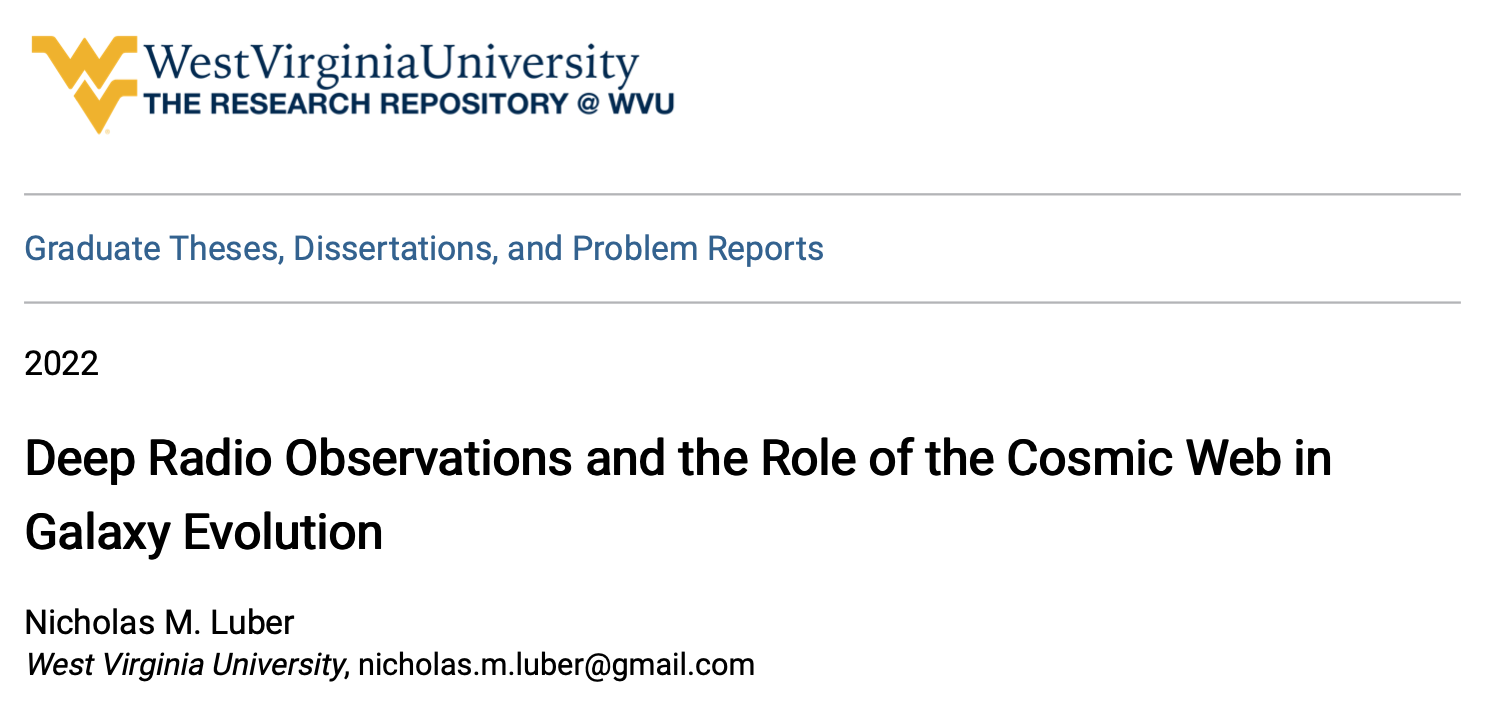 WestVirginiaUniversity
THE RESEARCH REPOSITORY @ WVU
Graduate Theses, Dissertations, and Problem Reports
2022
Deep Radio Observations and the Role of the Cosmic Web in
Galaxy Evolution
Nicholas M. Luber
West Virginia University, nicholas.m.luber@gmail.com